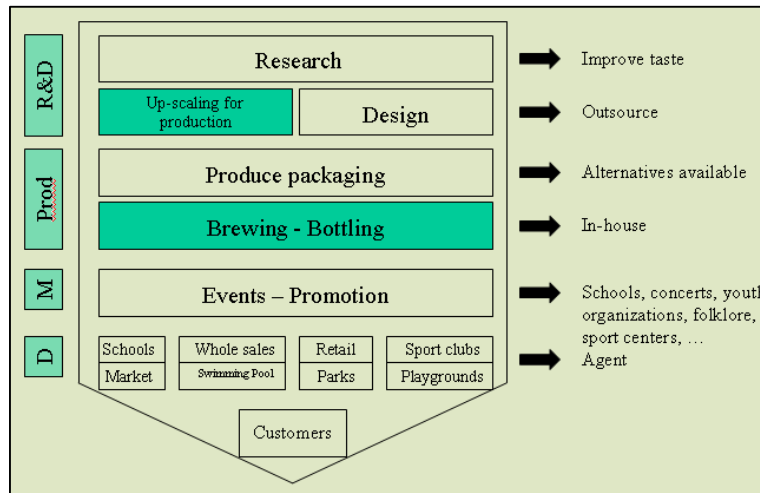 R&D
Research
Improve taste
Up-scaling for
production
Design
Outsource
Prod
Produce packaging
Alternatives available
Brewing - Bottling
In-house
M
Events – Promotion
Schools, concerts, youth
organizations, folklore,
sport centers, …
D
Schools
Whole sales
Retail
Sport clubs
Agent
Market
Swimming Pool
Parks
Playgrounds
Customers